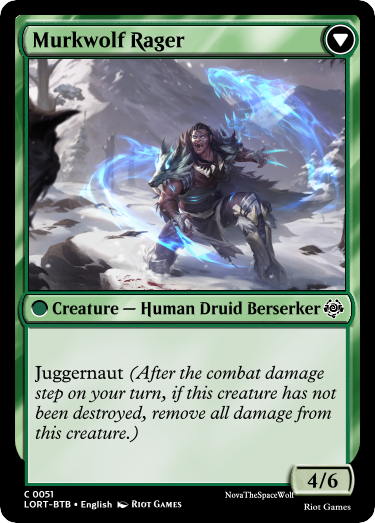 Murkwolf Rager
Creature — Human Druid Berserker
Juggernaut (After the combat damage
step on your turn, if this creature has not
been destroyed, remove all damage from
this creature.)
4/6
C 0051
LORT-BTB • English Riot Games
NovaTheSpaceWolf
Riot Games